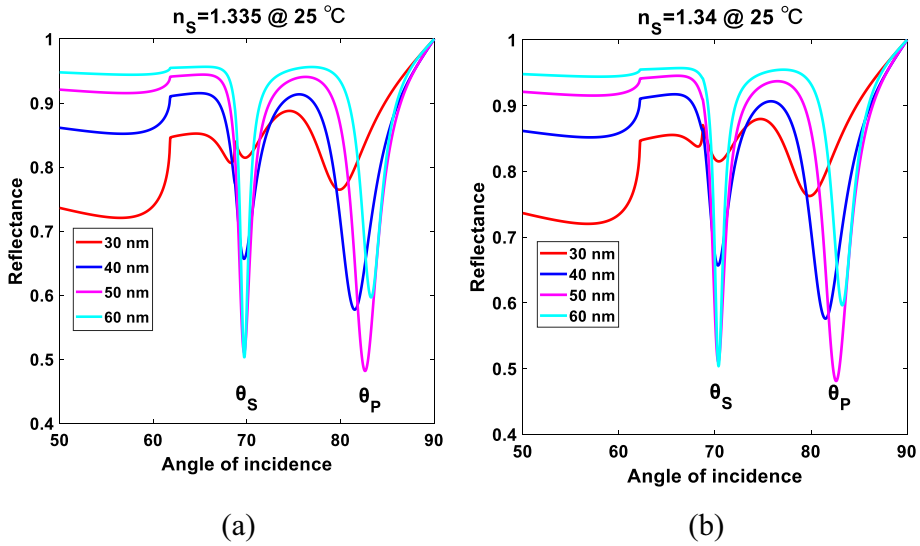 n_S=1.335 @ 25 °C
1
0.9
0.8
0.7
0.6
0.5
0.4
Reflectance
30 nm
40 nm
50 nm
60 nm
θ_S
θ_P
50 60 70 80 90
Angle of incidence
(a)
n_S=1.34 @ 25 °C
1
0.9
0.8
0.7
0.6
0.5
0.4
Reflectance
30 nm
40 nm
50 nm
60 nm
θ_S
θ_P
50 60 70 80 90
Angle of incidence
(b)